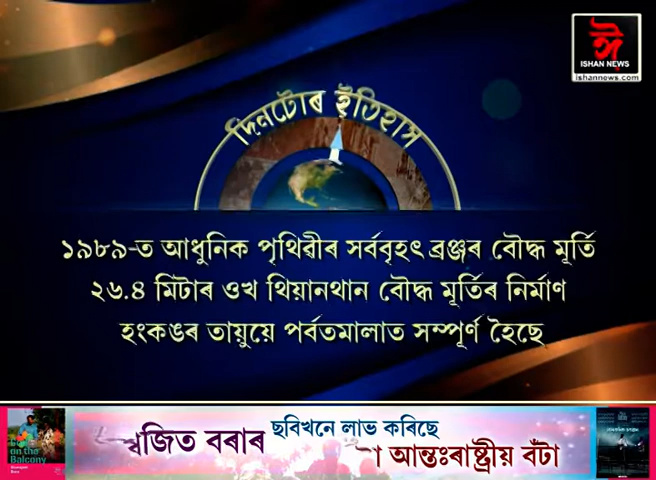 ঈ
ISHAN NEWS
ishannews.com
দিনটোৰ ইতিহাস
১৯৮৯-ত আধুনিক পৃথিৱীৰ সৰ্ববৃহৎ ব্ৰঞ্জৰ বৌদ্ধ মূৰ্তি
২৬.৪ মিটাৰ ওখ থিয়ানথান বৌদ্ধ মূৰ্তিৰ নিৰ্মাণ
হংকঙৰ তায়ুয়ে পৰ্বতমালাত সম্পূৰ্ণ হৈছে
on the
Balcony
জিত বৰাৰ
ছবিখনে লাভ কৰিছে
আন্তঃৰাষ্ট্ৰীয় বঁটা